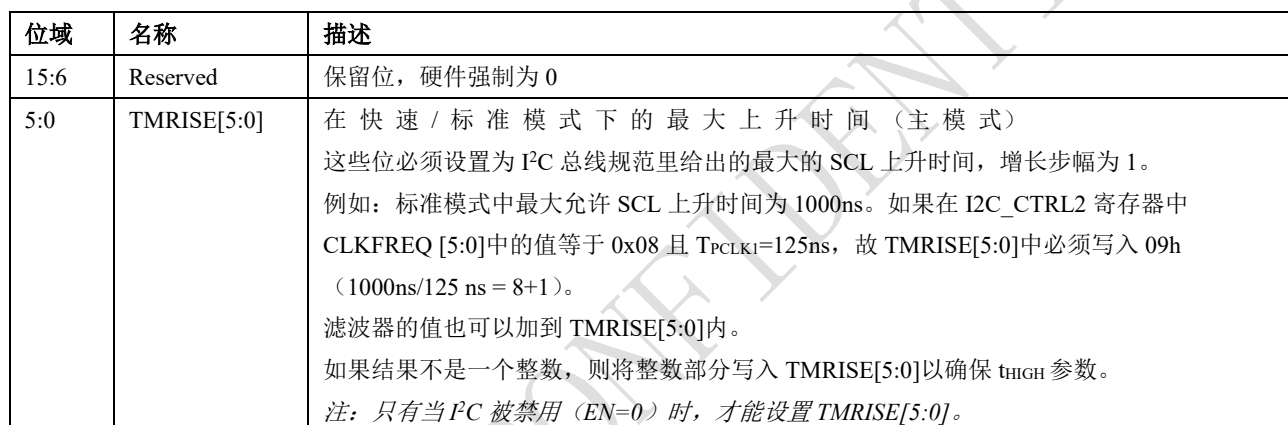 位域 名称 描述
15:6 Reserved 保留位，硬件强制为 0
5:0 TMRISE[5:0] 在 快 速 / 标 准 模 式 下 的 最 大 上 升 时 间 （主 模 式）
这些位必须设置为 I²C 总线规范里给出的最大的 SCL 上升时间，增长步幅为 1。
例如：标准模式中最大允许 SCL 上升时间为 1000ns。如果在 I2C_CTRL2 寄存器中
CLKFREQ [5:0]中的值等于 0x08 且 TPCLK1=125ns，故 TMRISE[5:0]中必须写入 09h
（1000ns/125 ns = 8+1）。
滤波器的值也可以加到 TMRISE[5:0]内。
如果结果不是一个整数，则将整数部分写入 TMRISE[5:0]以确保 tHIGH 参数。
注：只有当 I²C 被禁用（EN=0）时，才能设置 TMRISE[5:0]。
CONFIDENT